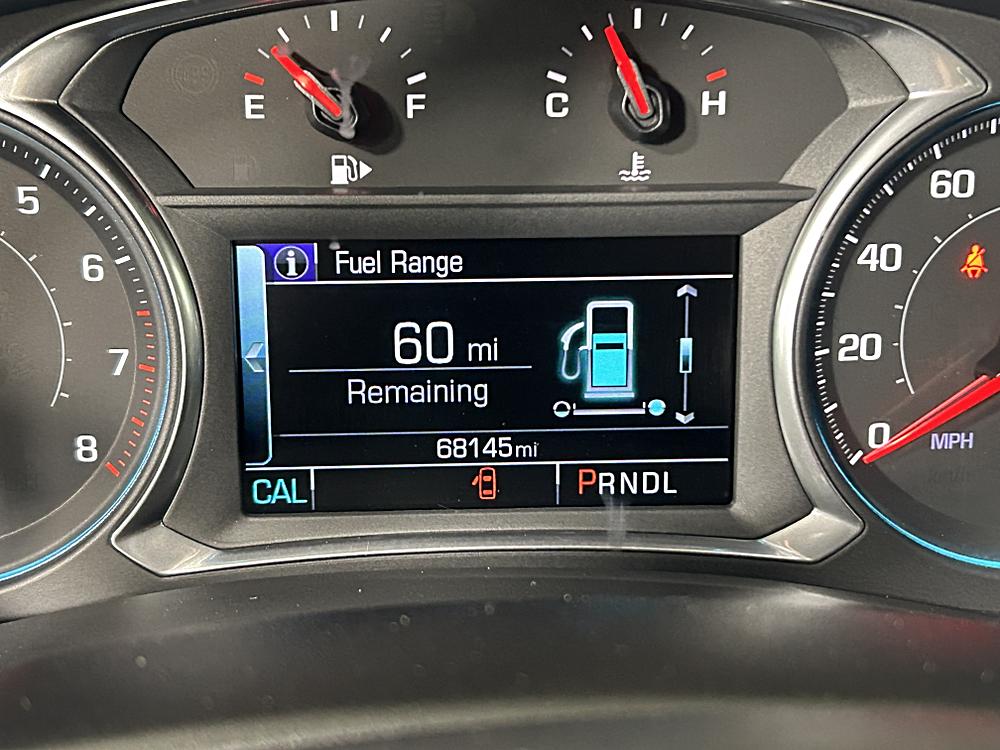 E F
C H
5
6
7
8
i Fuel Range
60 mi
Remaining
68145mi
CAL
PRNDL
60
40
20
0
MPH